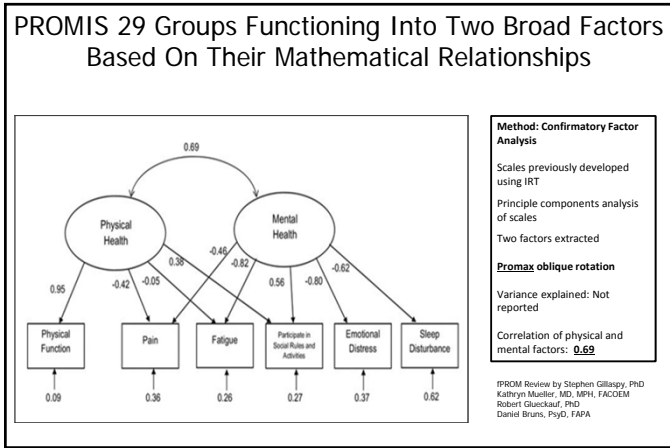 PROMIS 29 Groups Functioning Into Two Broad Factors
Based On Their Mathematical Relationships
0.69
Physical
Health
Mental
Health
0.95
-0.42
-0.05
0.38
-0.46
-0.82
0.56
-0.80
-0.62
Physical
Function
Pain
Fatigue
Participate in
Social Rules and
Activities
Emotional
Distress
Sleep
Disturbance
0.09
0.36
0.26
0.27
0.37
0.62
Method: Confirmatory Factor
Analysis
Scales previously developed
using IRT
Principle components analysis
of scales
Two factors extracted
Promax oblique rotation
Variance explained: Not
reported
Correlation of physical and
mental factors: 0.69
fPROM Review by Stephen Gillaspy, PhD
Kathryn Mueller, MD, MPH, FACOEM
Robert Glueckauf, PhD
Daniel Bruns, PsyD, FAPA